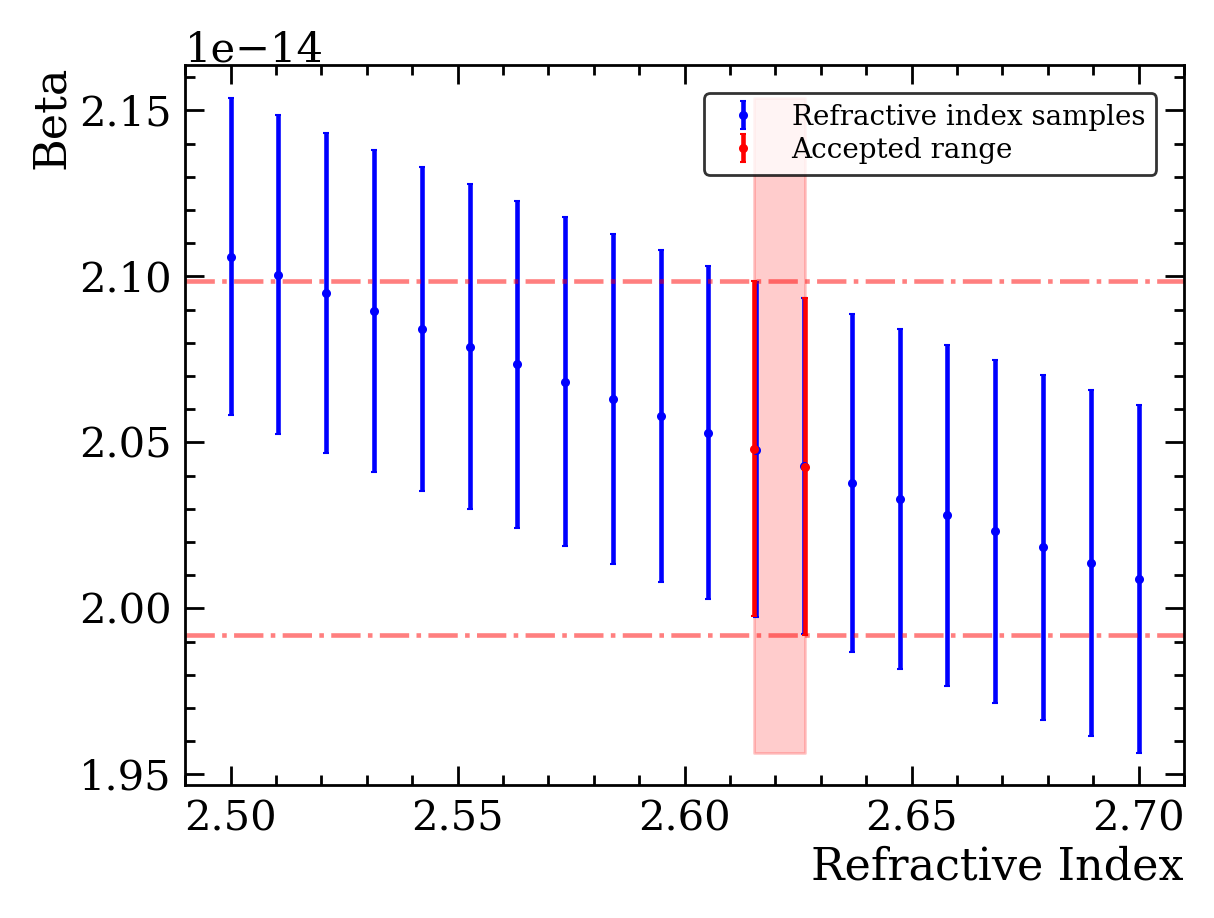 1e−14
Beta
2.15
2.10
2.05
2.00
1.95
Refractive index samples
Accepted range
2.50 2.55 2.60 2.65 2.70
Refractive Index